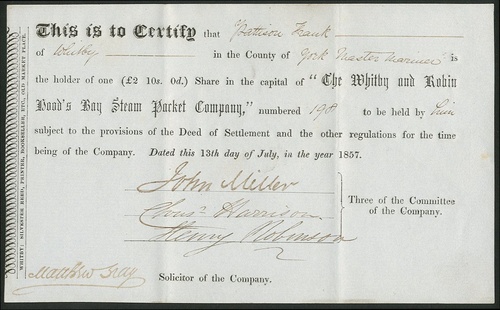 This is to Certify that Pattison Frank
of Whitby in the County of York Master Mariner is
the holder of one (£2 10s. 0d.) Share in the capital of "The Whitby and Robin
Hood's Bay Steam Packet Company," numbered 198 to be held by him
subject to the provisions of the Deed of Settlement and the other regulations for the time
being of the Company. Dated this 13th day of July, in the year 1857.
John Miller
Chris. Harrison
Henry Robinson
Three of the Committee
of the Company.
Matthew Gray
Solicitor of the Company.
WHITBY: SILVESTER REED, PRINTER, BOOKSELLER, ETC., OLD MARKET PLACE.